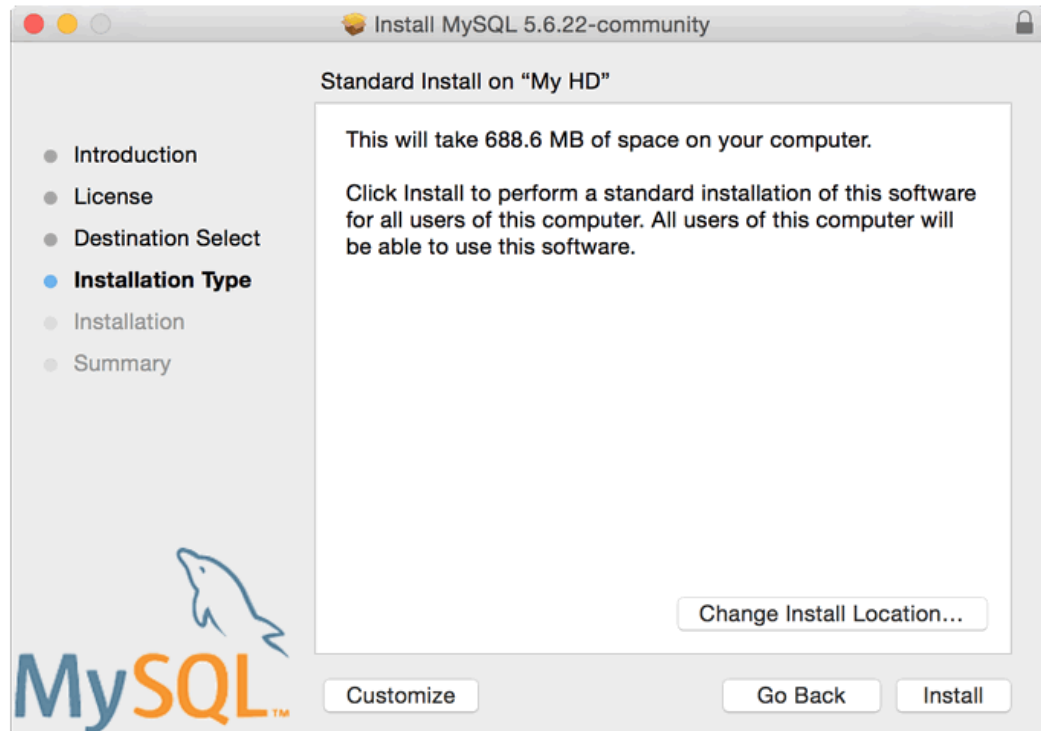 Install MySQL 5.6.22-community
Standard Install on “My HD”
Introduction
License
Destination Select
Installation Type
Installation
Summary
This will take 688.6 MB of space on your computer.
Click Install to perform a standard installation of this software
for all users of this computer. All users of this computer will
be able to use this software.
Change Install Location...
MySQL™
Customize
Go Back
Install